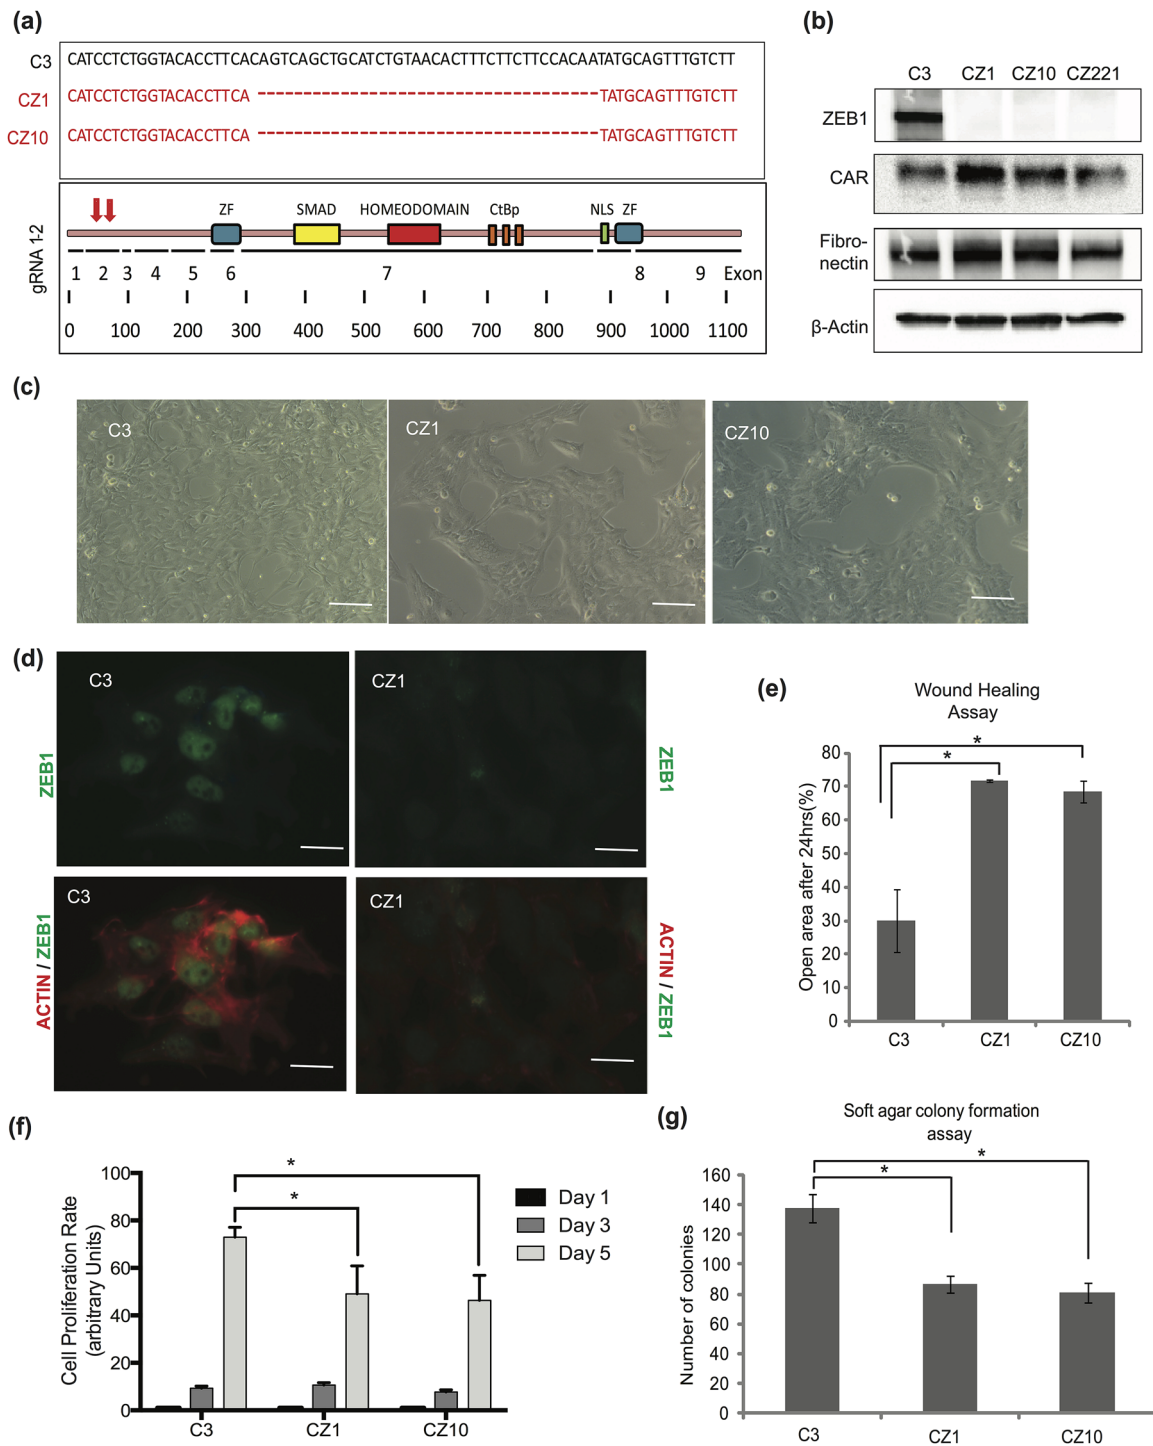 (a)
C3 CATCCTCTGGTACACCTTCACAGTCAGCTGCATCTGTAACACTTTCTTCTTCCACAATATGCAGTTTGTCTT
CZ1 CATCCTCTGGTACACCTTCA TATGCAGTTTGTCTT
CZ10 CATCCTCTGGTACACCTTCA TATGCAGTTTGTCTT
gRNA 1-2
ZF SMAD HOMEODOMAIN CtBp NLS ZF
1 2 3 4 5 6 7 8 9 Exon
0 100 200 300 400 500 600 700 800 900 1000 1100
(b)
C3 CZ1 CZ10 CZ221
ZEB1
CAR
Fibro-
nectin
β-Actin
(c)
C3 CZ1 CZ10
(d)
C3 CZ1
ZEB1 ZEB1
C3 CZ1
ACTIN / ZEB1 ACTIN / ZEB1
(e)
Wound Healing
Assay
Open area after 24hrs(%)
80
70
60
50
40
30
20
10
0
* *
C3 CZ1 CZ10
(f)
Cell Proliferation Rate
(arbitrary Units)
100
80
60
40
20
0
* *
Day 1
Day 3
Day 5
C3 CZ1 CZ10
(g)
Soft agar colony formation
assay
Number of colonies
160
140
120
100
80
60
40
20
0
* *
C3 CZ1 CZ10